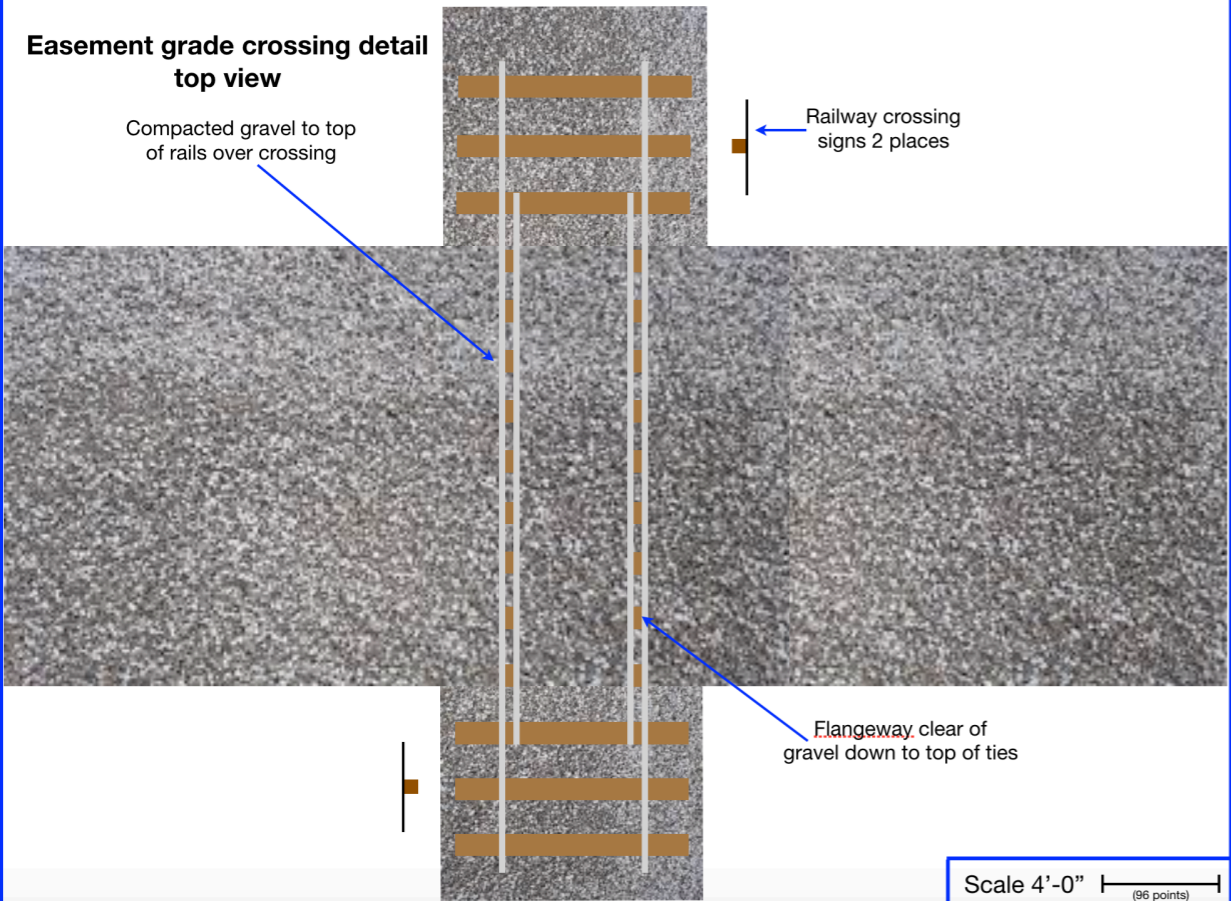 Easement grade crossing detail
top view
Compacted gravel to top
of rails over crossing
Railway crossing
signs 2 places
Flangeway clear of
gravel down to top of ties
Scale 4’-0”
(96 points)